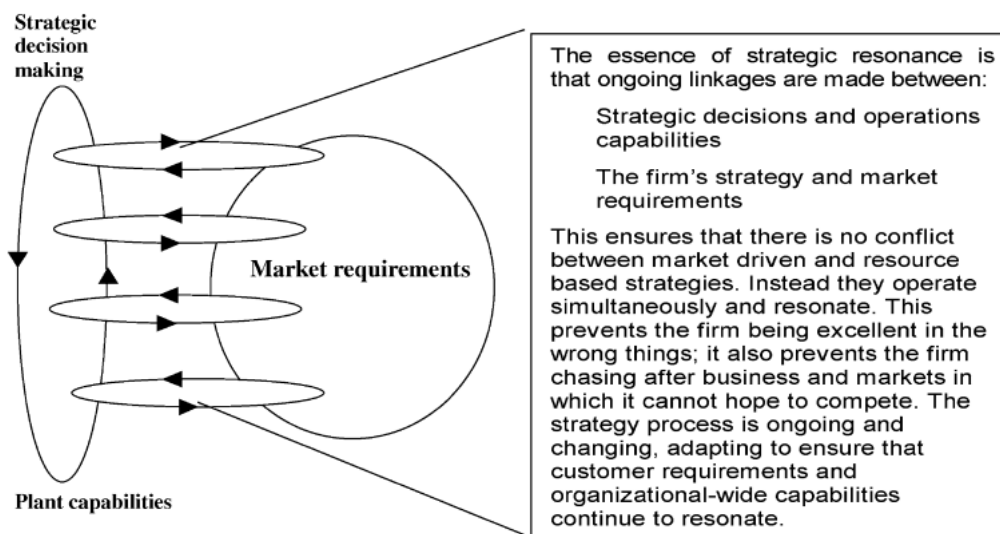 Strategic
decision
making
Market requirements
Plant capabilities
The essence of strategic resonance is
that ongoing linkages are made between:
Strategic decisions and operations
capabilities
The firm's strategy and market
requirements
This ensures that there is no conflict
between market driven and resource
based strategies. Instead they operate
simultaneously and resonate. This
prevents the firm being excellent in the
wrong things; it also prevents the firm
chasing after business and markets in
which it cannot hope to compete. The
strategy process is ongoing and
changing, adapting to ensure that
customer requirements and
organizational-wide capabilities
continue to resonate.